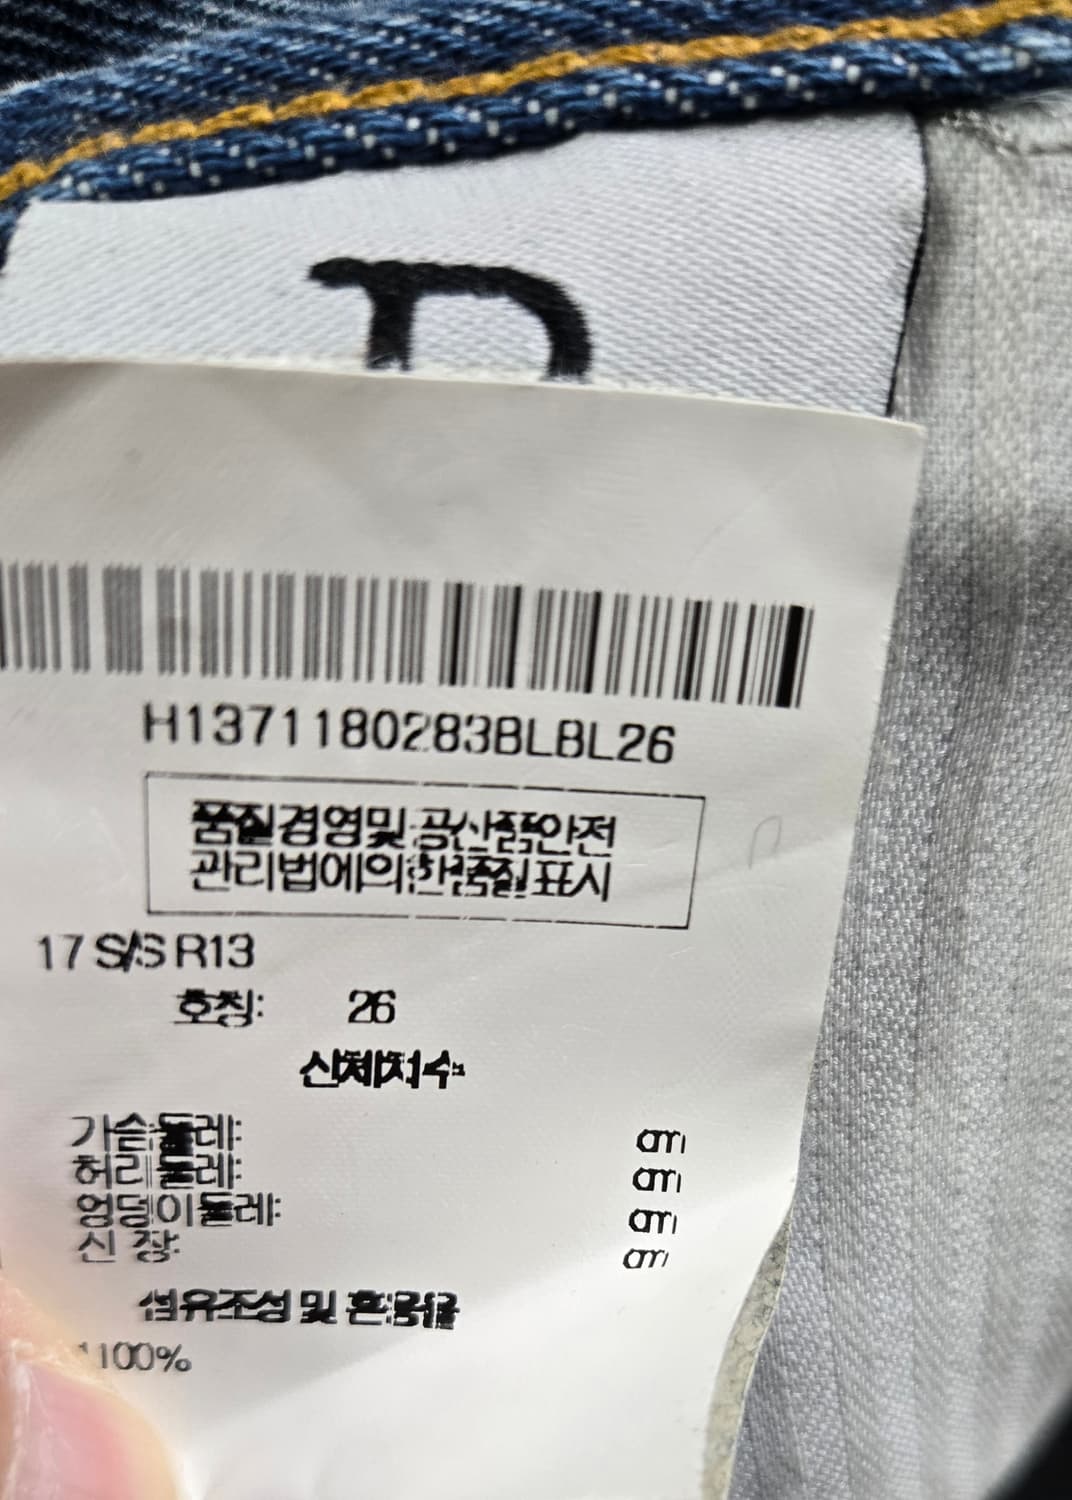 R
H13711802838LBL26
품질경영및 공산품안전
관리법에의한품질표시
17 S/S R13
호칭: 26
신체치수
가슴둘레: cm
허리둘레: cm
엉덩이둘레: cm
신 장: cm
섬유조성 및 혼용율
100%